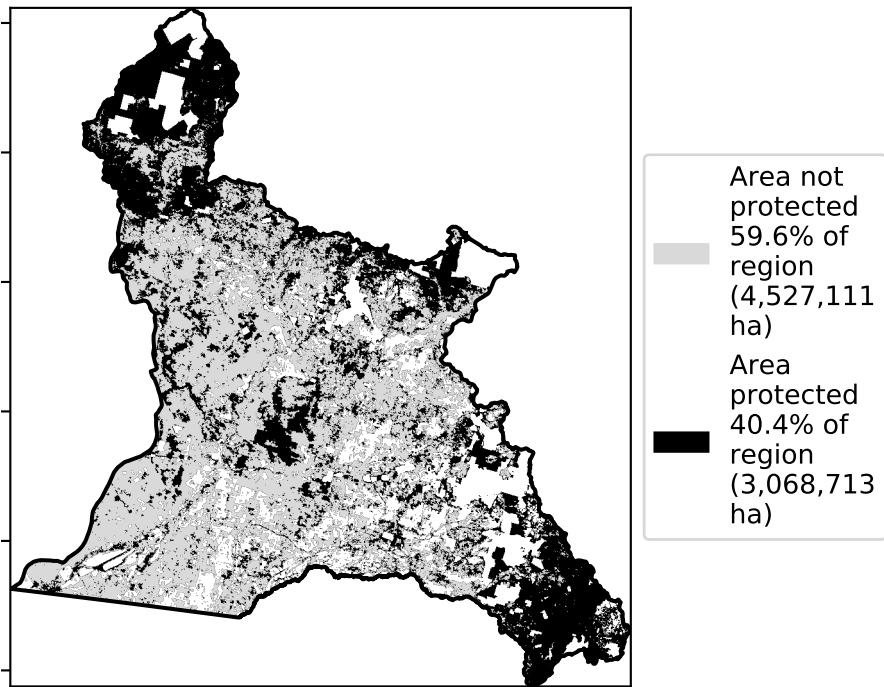 Area not
protected
59.6% of
region
(4,527,111
ha)
Area
protected
40.4% of
region
(3,068,713
ha)